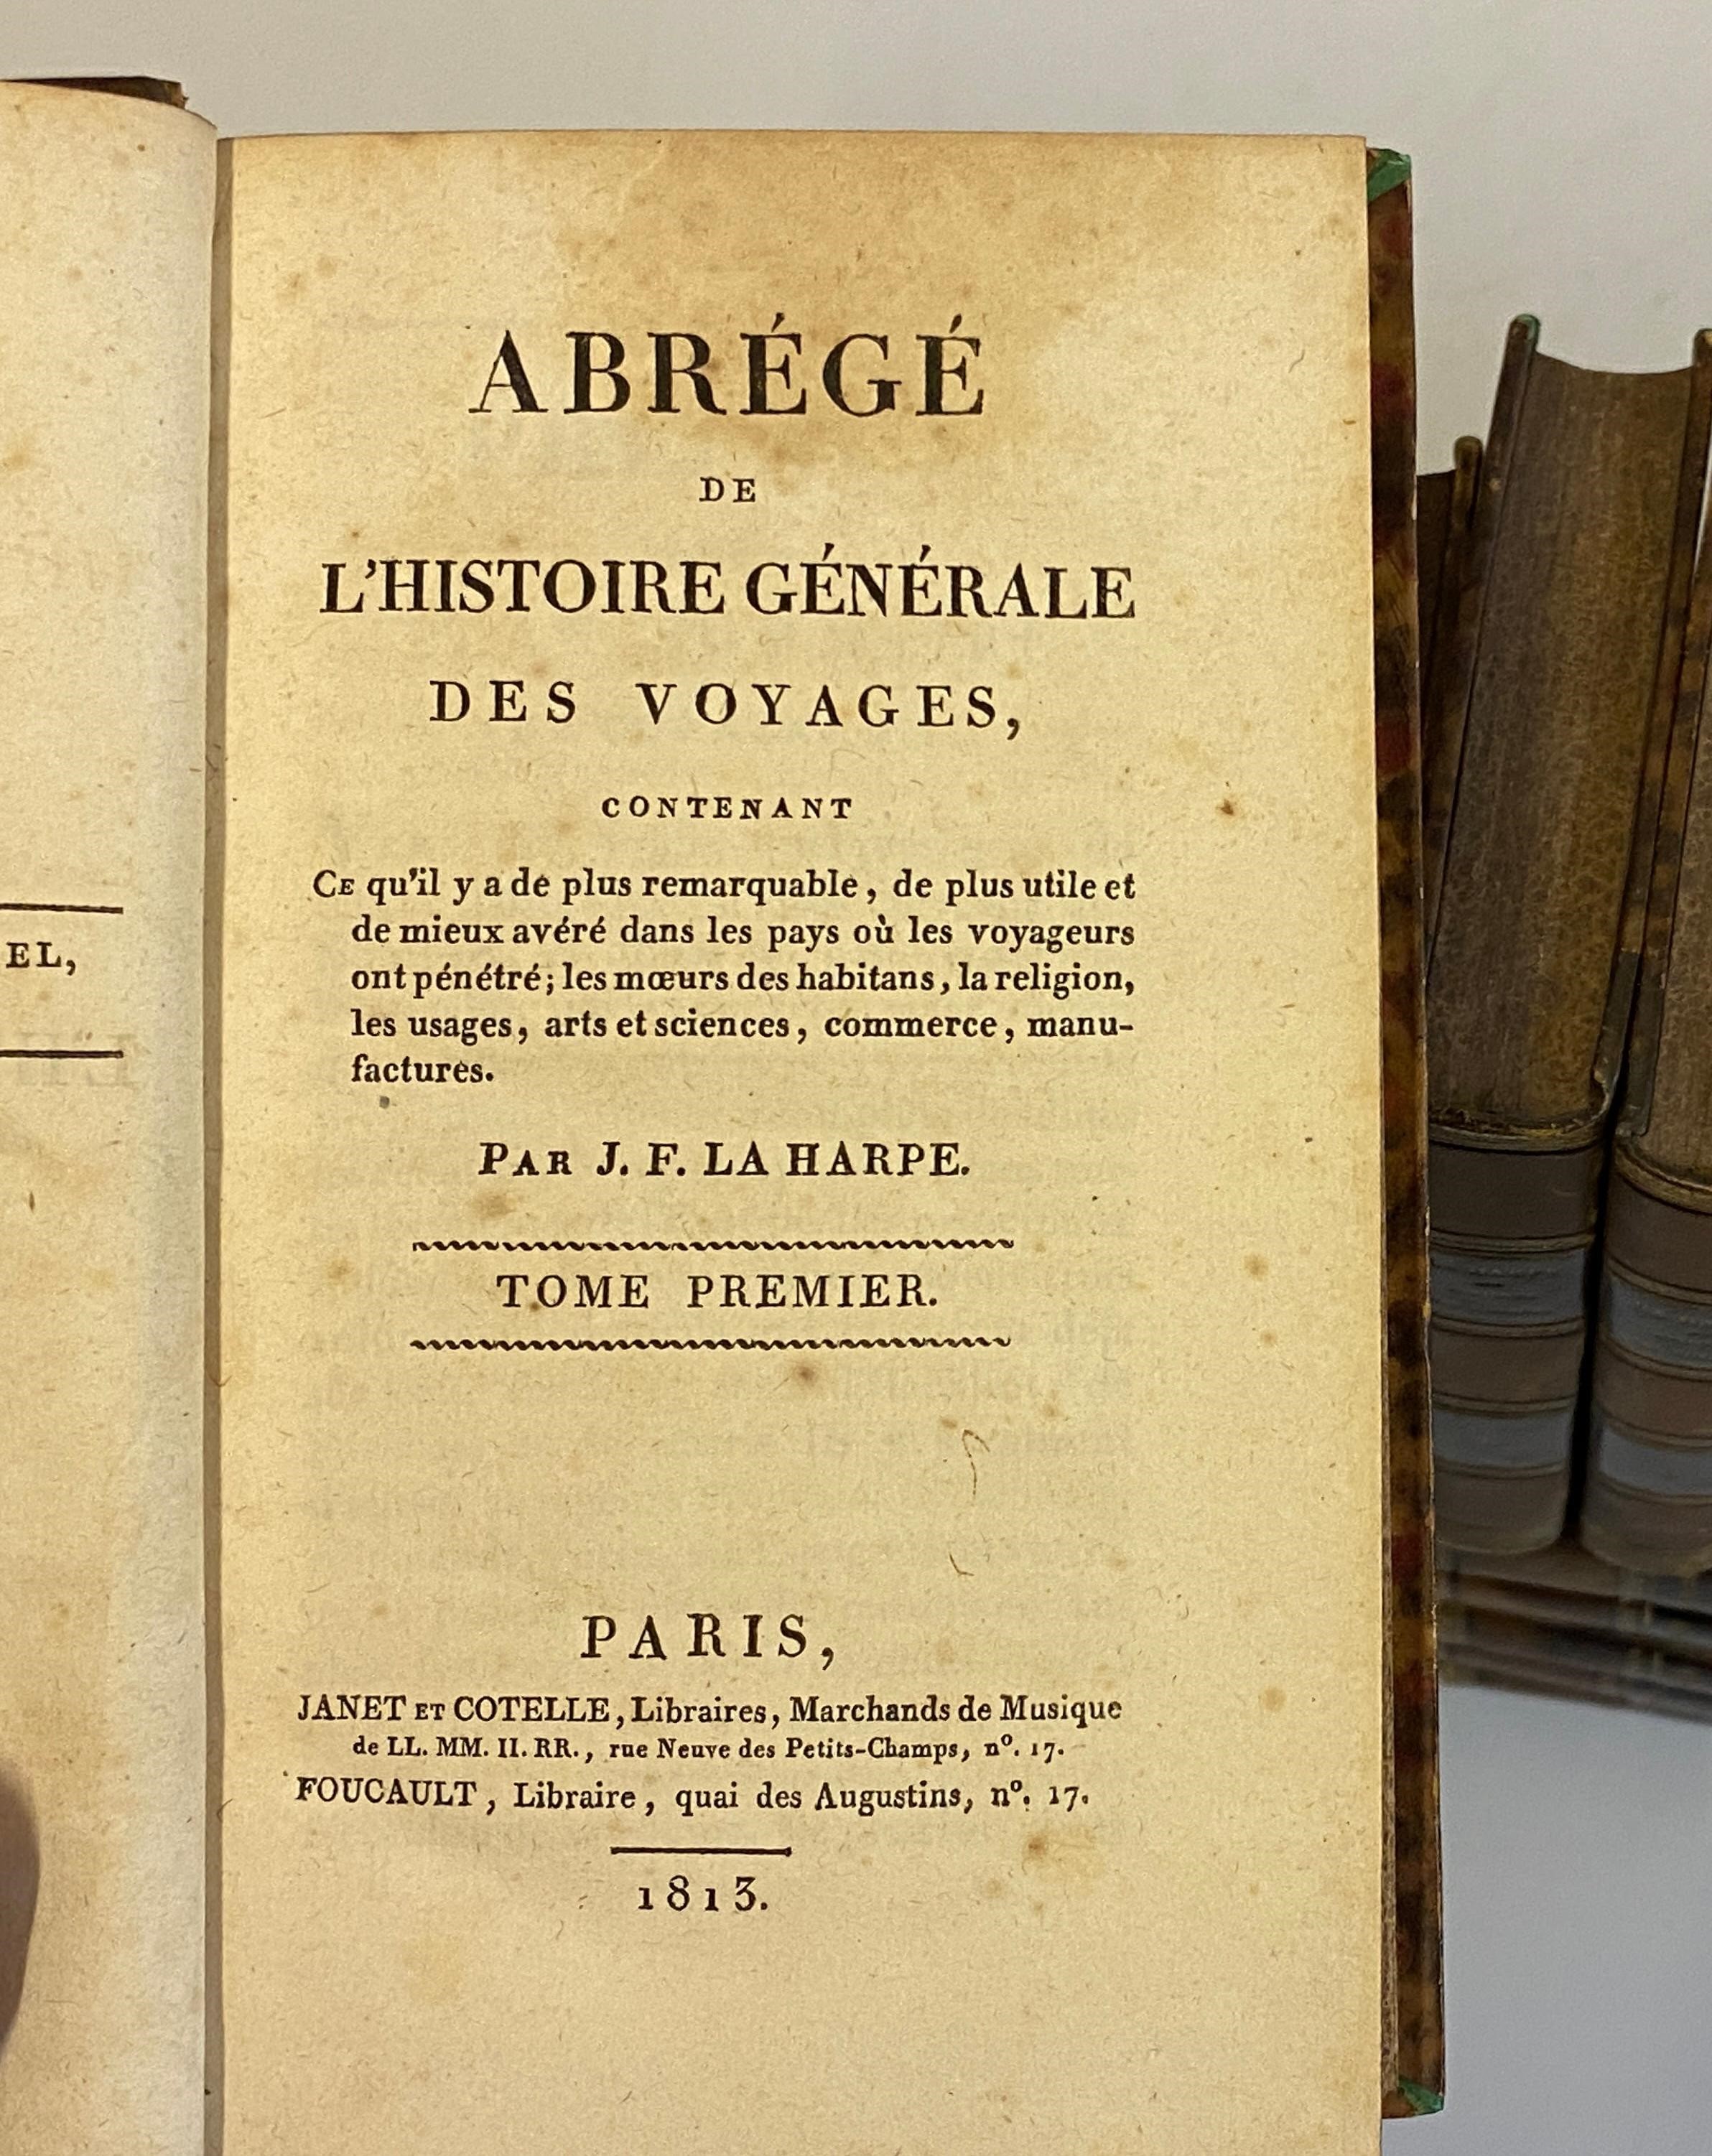 EL,
ABRÉGÉ
DE
L'HISTOIRE GÉNÉRALE
DES VOYAGES,
CONTENANT
CE qu'il y a de plus remarquable, de plus utile et
de mieux avéré dans les pays où les voyageurs
ont pénétré; les mœurs des habitans, la religion,
les usages, arts et sciences, commerce, manu-
factures.
PAR J. F. LA HARPE.
TOME PREMIER.
PARIS,
JANET ET COTELLE, Libraires, Marchands de Musique
de LL. MM. II. RR., rue Neuve des Petits-Champs, nº. 17.
FOUCAULT, Libraire, quai des Augustins, nº. 17.
1813.